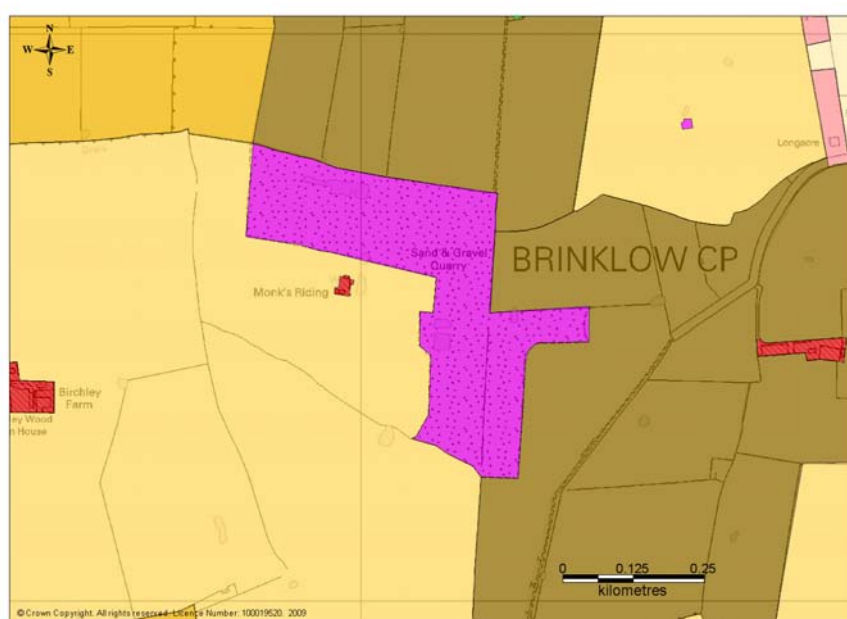 N
W E
S
Longacre
Sand & Gravel
Quarry
BRINKLOW CP
Monk's Riding
Birchley
Farm
ley Wood
n House
0 0.125 0.25
kilometres
© Crown Copyright. All rights reserved. Licence Number: 100019520. 2009